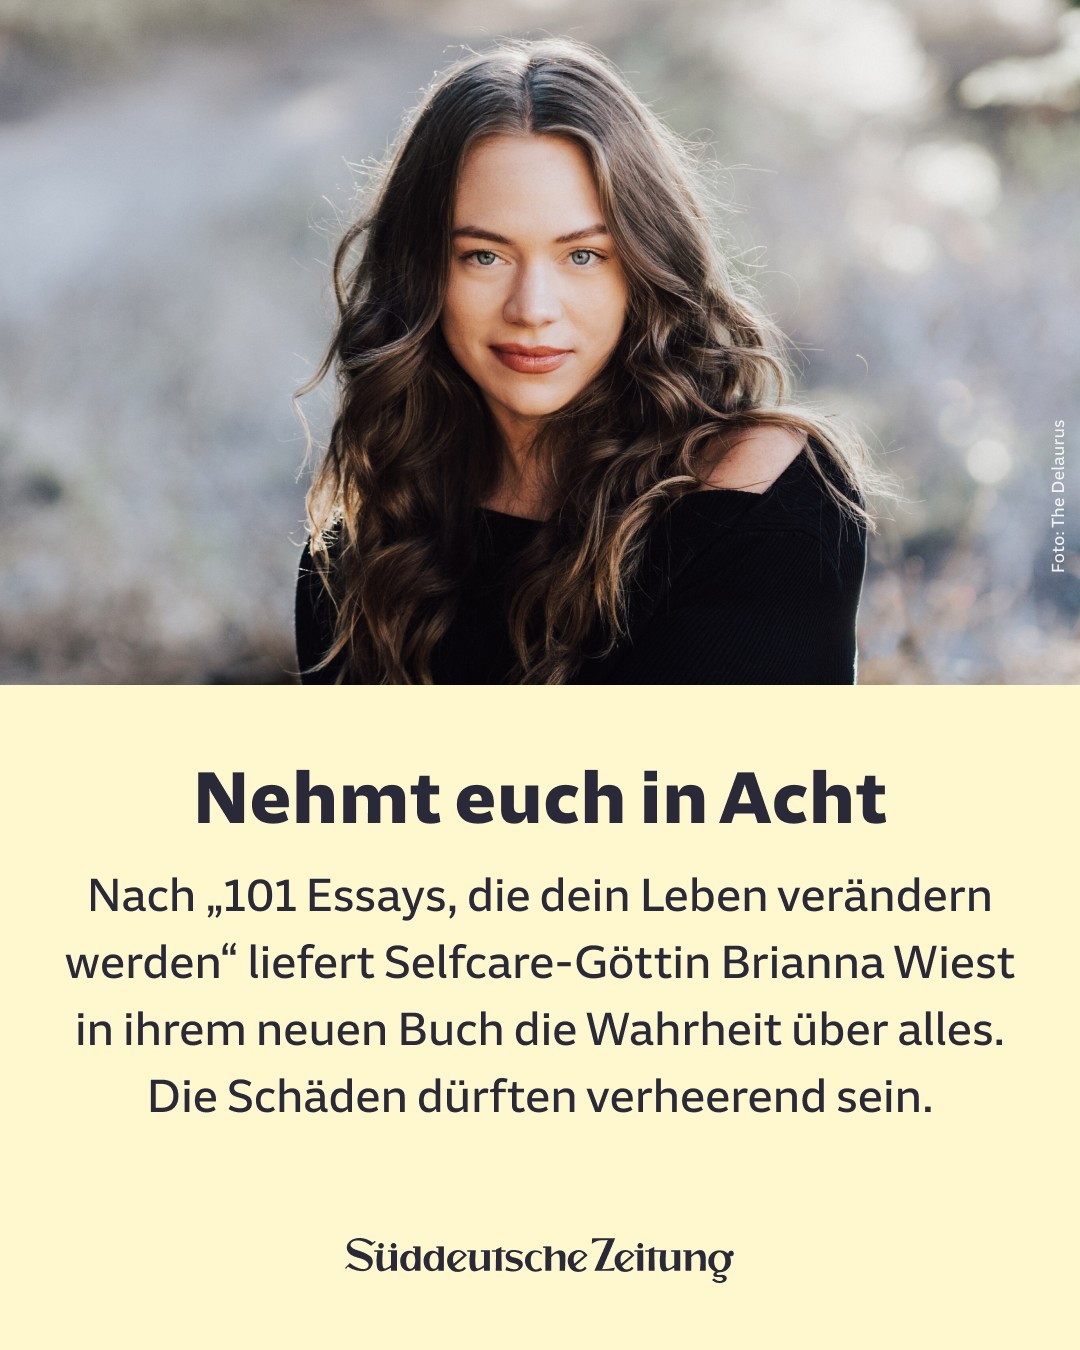 Foto: The Delaurus
Nehmt euch in Acht
Nach „101 Essays, die dein Leben verändern
werden“ liefert Selfcare-Göttin Brianna Wiest
in ihrem neuen Buch die Wahrheit über alles.
Die Schäden dürften verheerend sein.
Süddeutsche Zeitung